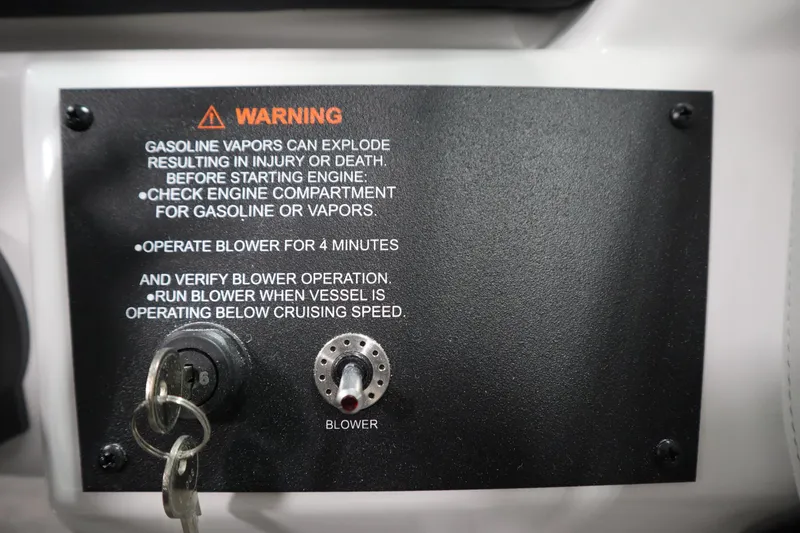 WARNING
GASOLINE VAPORS CAN EXPLODE
RESULTING IN INJURY OR DEATH.
BEFORE STARTING ENGINE:
•CHECK ENGINE COMPARTMENT
FOR GASOLINE OR VAPORS.
•OPERATE BLOWER FOR 4 MINUTES
AND VERIFY BLOWER OPERATION.
•RUN BLOWER WHEN VESSEL IS
OPERATING BELOW CRUISING SPEED.
BLOWER